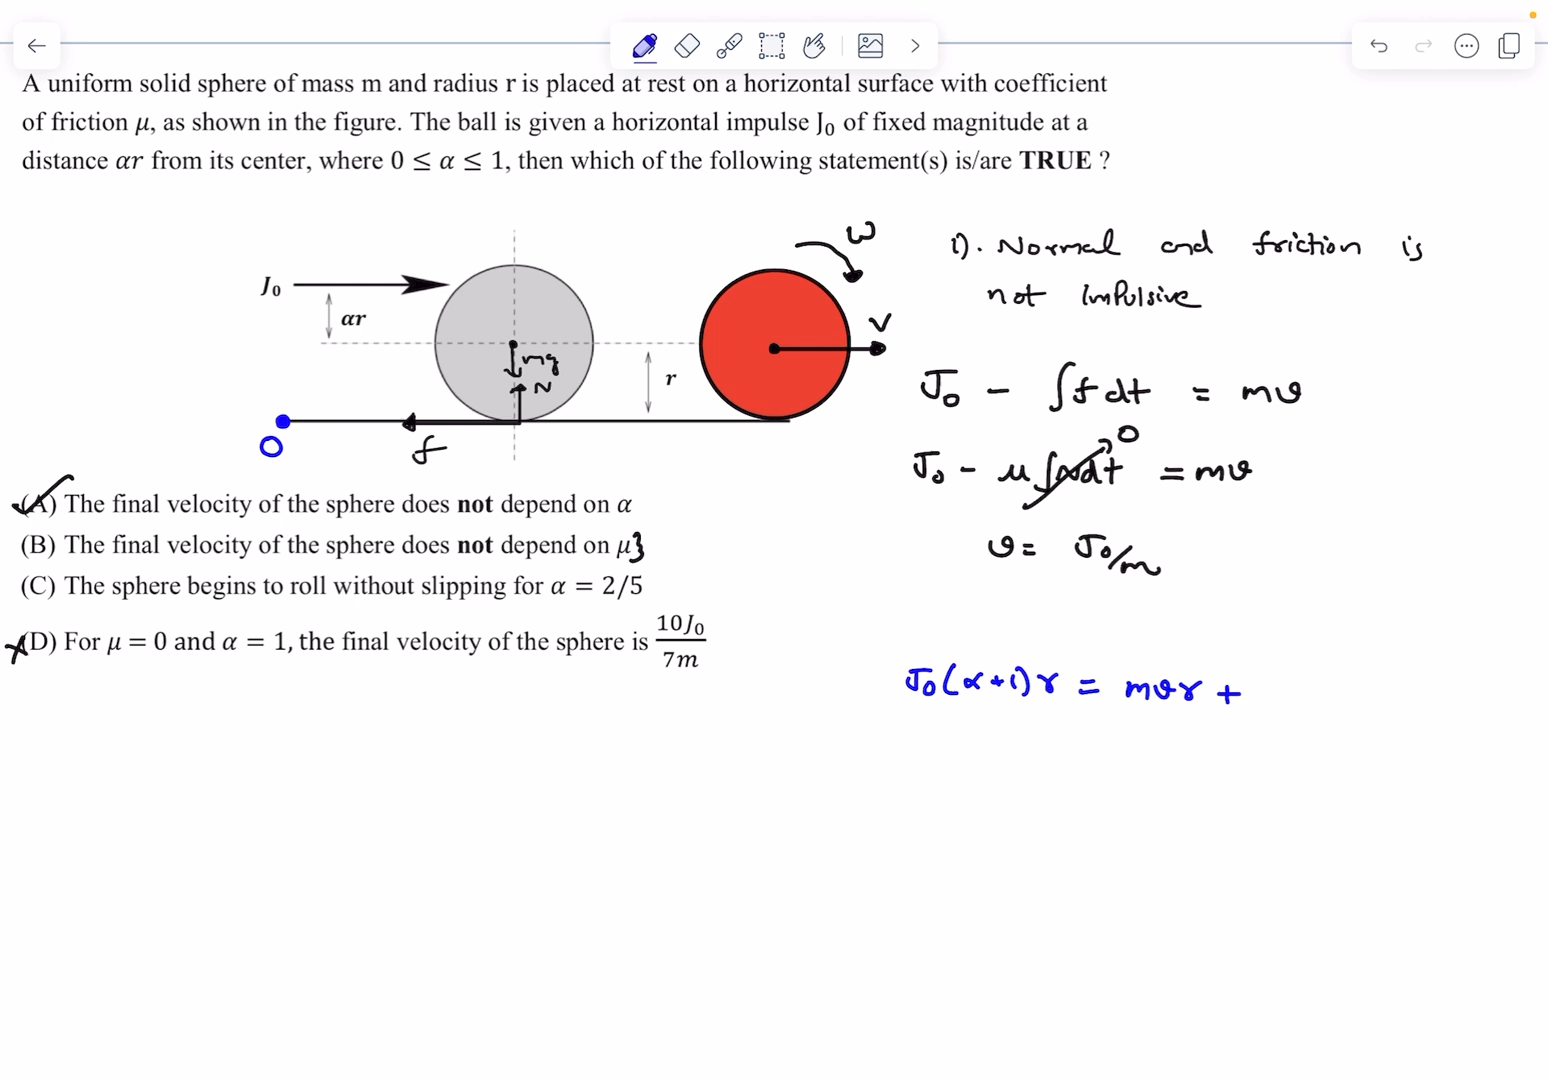 A uniform solid sphere of mass m and radius r is placed at rest on a horizontal surface with coefficient
of friction μ, as shown in the figure. The ball is given a horizontal impulse J₀ of fixed magnitude at a
distance αr from its center, where 0 ≤ α ≤ 1, then which of the following statement(s) is/are TRUE ?
ω
1). Normal and friction is
not Impulsive
J₀
αr
V
mg
N
r
J₀ - ∫f dt = mv
O
f
J₀ - μ∫Ndt = mv
0
(A) The final velocity of the sphere does not depend on α
(B) The final velocity of the sphere does not depend on μ}
v = J₀/m
(C) The sphere begins to roll without slipping for α = 2/5
(D) For μ = 0 and α = 1, the final velocity of the sphere is 10J₀/7m
J₀(α+1)r = mvr +